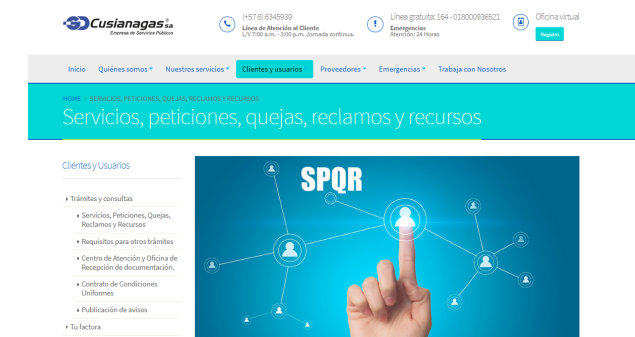 Cusianagas SA
Empresa de Servicios Públicos
(+57 8) 6345939
Línea de Atención al Cliente
L/V 7:00 a.m. - 3:00 p.m. Jornada continua.
Línea gratuita: 164 - 018000936521
Emergencias
Atención: 24 Horas
Oficina virtual
Registro
Inicio Quiénes somos Nuestros servicios Clientes y usuarios Proveedores Emergencias Trabaja con Nosotros
HOME / SERVICIOS, PETICIONES, QUEJAS, RECLAMOS Y RECURSOS
Servicios, peticiones, quejas, reclamos y recursos
Clientes y Usuarios
Trámites y consultas
Servicios, Peticiones, Quejas,
Reclamos y Recursos
Requisitos para otros trámites
Centro de Atención y Oficina de
Recepción de documentación.
Contrato de Condiciones
Uniformes
Publicación de avisos
Tu factura
SPQR